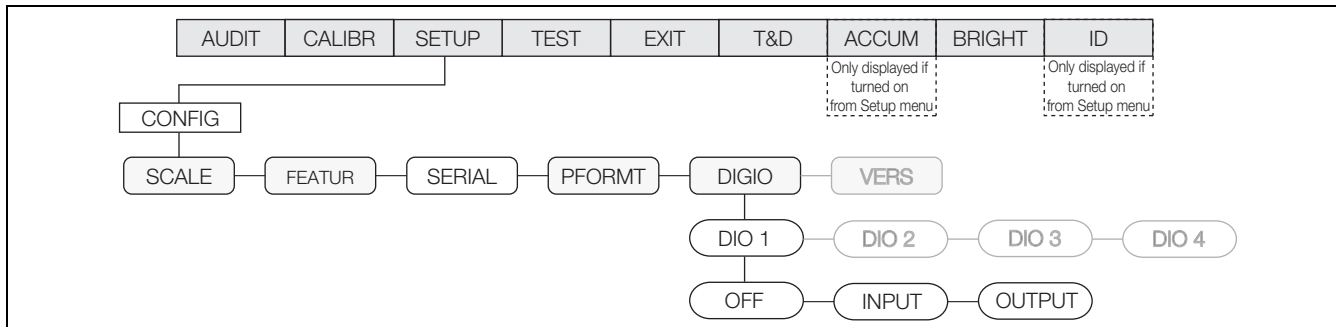 AUDIT CALIBR SETUP TEST EXIT T&D ACCUM BRIGHT ID
Only displayed if
turned on
from Setup menu
Only displayed if
turned on
from Setup menu
CONFIG
SCALE FEATUR SERIAL PFORMT DIGIO VERS
DIO 1 DIO 2 DIO 3 DIO 4
OFF INPUT OUTPUT